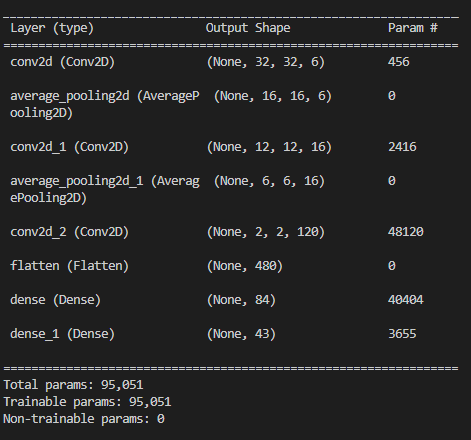 Layer (type) Output Shape Param #
=================================================================
conv2d (Conv2D) (None, 32, 32, 6) 456
average_pooling2d (AverageP (None, 16, 16, 6) 0
ooling2D)
conv2d_1 (Conv2D) (None, 12, 12, 16) 2416
average_pooling2d_1 (Averag (None, 6, 6, 16) 0
ePooling2D)
conv2d_2 (Conv2D) (None, 2, 2, 120) 48120
flatten (Flatten) (None, 480) 0
dense (Dense) (None, 84) 40404
dense_1 (Dense) (None, 43) 3655
=================================================================
Total params: 95,051
Trainable params: 95,051
Non-trainable params: 0